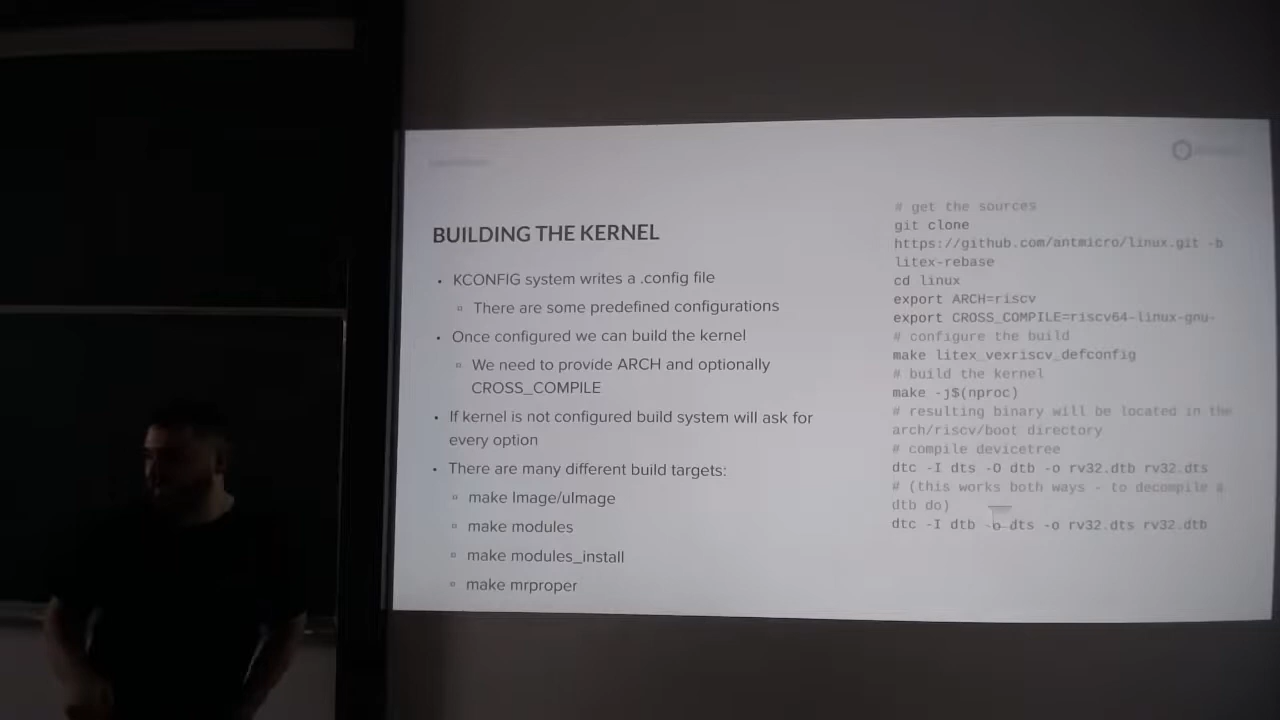 BUILDING THE KERNEL
• KCONFIG system writes a .config file
▫ There are some predefined configurations
• Once configured we can build the kernel
▫ We need to provide ARCH and optionally
CROSS_COMPILE
• If kernel is not configured build system will ask for
every option
• There are many different build targets:
▫ make Image/uImage
▫ make modules
▫ make modules_install
▫ make mrproper
# get the sources
git clone
https://github.com/antmicro/linux.git -b
litex-rebase
cd linux
export ARCH=riscv
export CROSS_COMPILE=riscv64-linux-gnu-
# configure the build
make litex_vexriscv_defconfig
# build the kernel
make -j$(nproc)
# resulting binary will be located in the
arch/riscv/boot directory
# compile devicetree
dtc -I dts -O dtb -o rv32.dtb rv32.dts
# (this works both ways - to decompile a
dtb do)
dtc -I dtb -O dts -o rv32.dts rv32.dtb